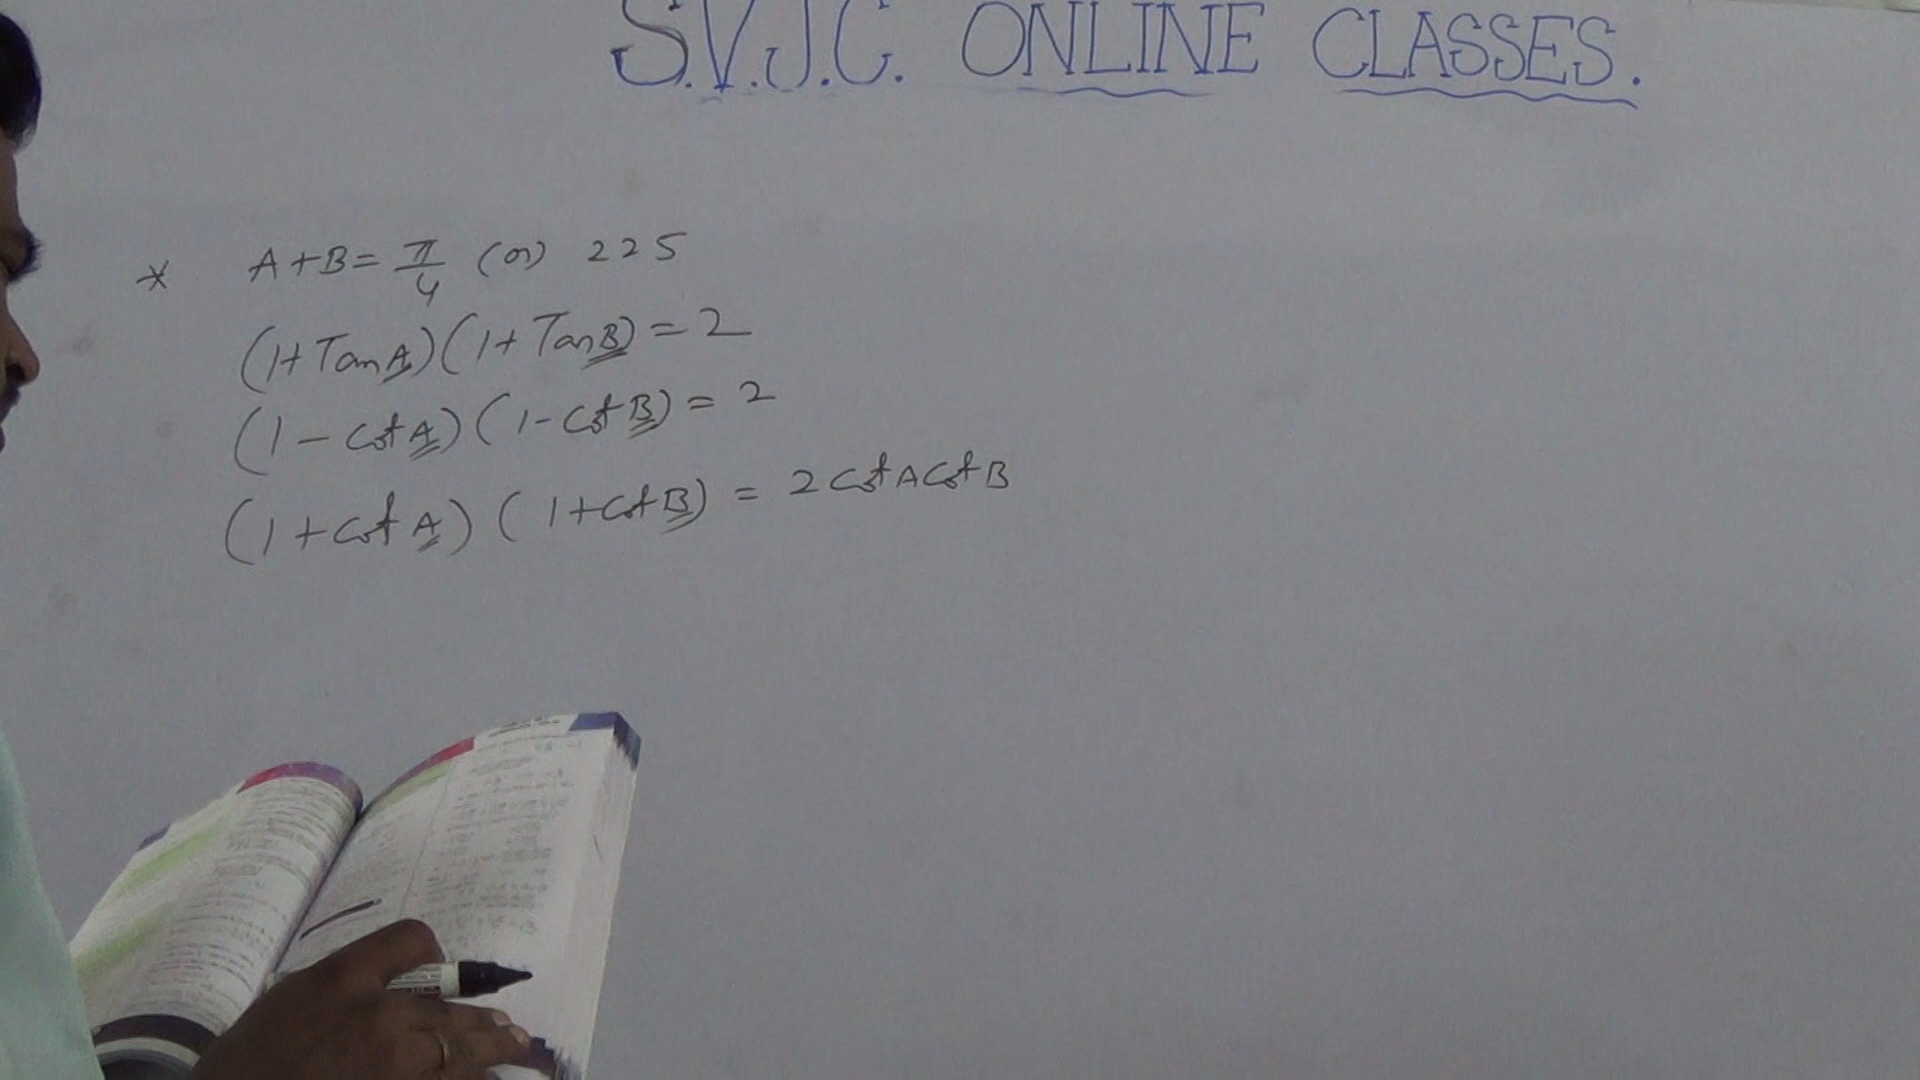 S.V.J.C. ONLINE CLASSES.
* A+B = π/4 (or) 225
(1+TanA)(1+TanB) = 2
(1-CotA)(1-CotB) = 2
(1+CotA)(1+CotB) = 2CotACotB